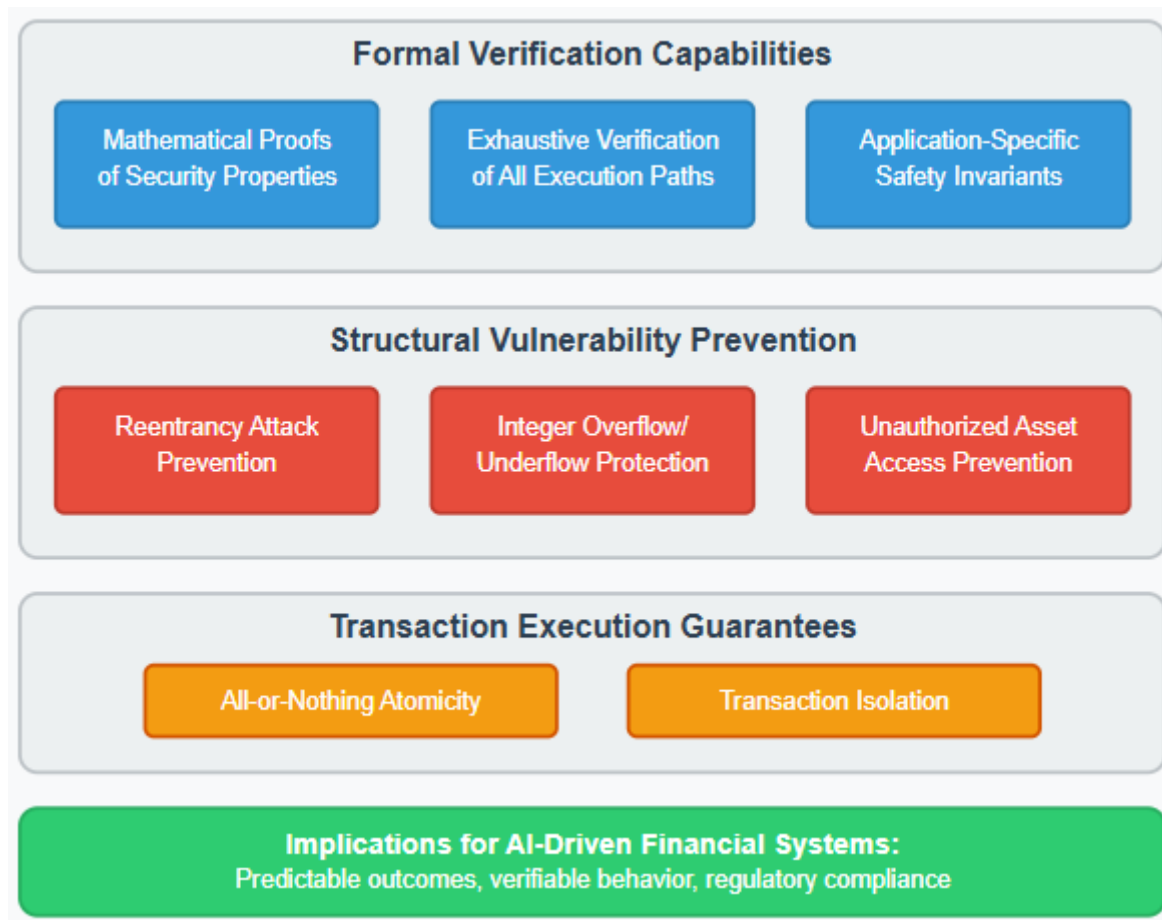 Formal Verification Capabilities
Mathematical Proofs
of Security Properties
Exhaustive Verification
of All Execution Paths
Application-Specific
Safety Invariants
Structural Vulnerability Prevention
Reentrancy Attack
Prevention
Integer Overflow/
Underflow Protection
Unauthorized Asset
Access Prevention
Transaction Execution Guarantees
All-or-Nothing Atomicity
Transaction Isolation
Implications for AI-Driven Financial Systems:
Predictable outcomes, verifiable behavior, regulatory compliance